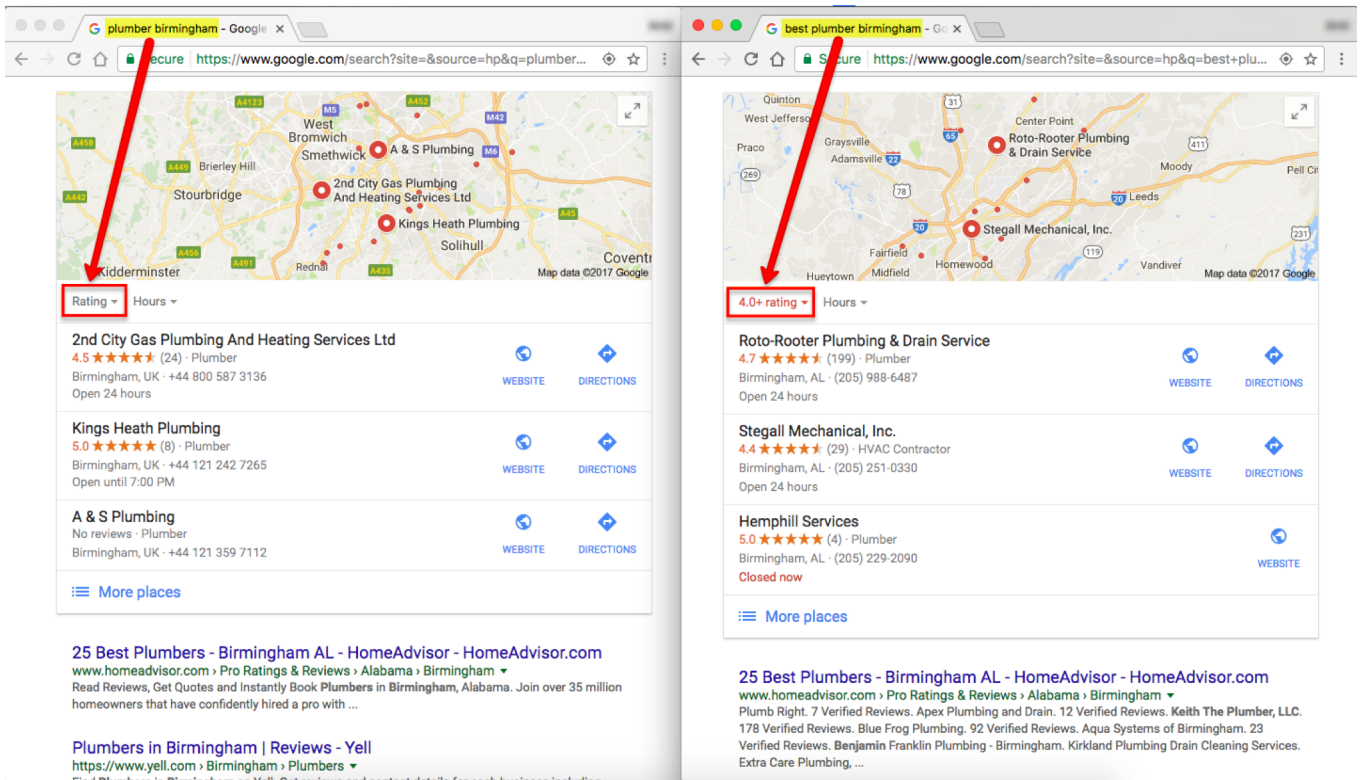 plumber birmingham - Google
Secure https://www.google.com/search?site=&source=hp&q=plumber...
A4123
A452
M5
M42
West
Bromwich
A458
Smethwick
A & S Plumbing
M6
A449
Brierley Hill
2nd City Gas Plumbing
And Heating Services Ltd
A442
Stourbridge
Kings Heath Plumbing
A45
Solihull
A456
A491
Coventr
Kidderminster
Rednal
A435
Map data ©2017 Google
Rating
Hours
2nd City Gas Plumbing And Heating Services Ltd
4.5 (24) · Plumber
Birmingham, UK · +44 800 587 3136
Open 24 hours
WEBSITE
DIRECTIONS
Kings Heath Plumbing
5.0 (8) · Plumber
Birmingham, UK · +44 121 242 7265
Open until 7:00 PM
WEBSITE
DIRECTIONS
A & S Plumbing
No reviews · Plumber
Birmingham, UK · +44 121 359 7112
WEBSITE
DIRECTIONS
More places
25 Best Plumbers - Birmingham AL - HomeAdvisor - HomeAdvisor.com
www.homeadvisor.com › Pro Ratings & Reviews › Alabama › Birmingham
Read Reviews, Get Quotes and Instantly Book Plumbers in Birmingham, Alabama. Join over 35 million
homeowners that have confidently hired a pro with ...
Plumbers in Birmingham | Reviews - Yell
https://www.yell.com › Birmingham › Plumbers
best plumber birmingham - Go
Secure https://www.google.com/search?site=&source=hp&q=best+plu...
Quinton
31
West Jefferso
Center Point
65
Roto-Rooter Plumbing
& Drain Service
Praco
Graysville
411
Adamsville
22
Moody
269
Pell Cit
78
20
Leeds
20
Stegall Mechanical, Inc.
231
Fairfield
119
Homewood
Vandiver
Hueytown
Midfield
Map data ©2017 Google
4.0+ rating
Hours
Roto-Rooter Plumbing & Drain Service
4.7 (199) · Plumber
Birmingham, AL · (205) 988-6487
Open 24 hours
WEBSITE
DIRECTIONS
Stegall Mechanical, Inc.
4.4 (29) · HVAC Contractor
Birmingham, AL · (205) 251-0330
Open 24 hours
WEBSITE
DIRECTIONS
Hemphill Services
5.0 (4) · Plumber
Birmingham, AL · (205) 229-2090
Closed now
WEBSITE
More places
25 Best Plumbers - Birmingham AL - HomeAdvisor - HomeAdvisor.com
www.homeadvisor.com › Pro Ratings & Reviews › Alabama › Birmingham
Plumb Right. 7 Verified Reviews. Apex Plumbing and Drain. 12 Verified Reviews. Keith The Plumber, LLC.
178 Verified Reviews. Blue Frog Plumbing. 92 Verified Reviews. Aqua Systems of Birmingham. 23
Verified Reviews. Benjamin Franklin Plumbing - Birmingham. Kirkland Plumbing Drain Cleaning Services.
Extra Care Plumbing, ...